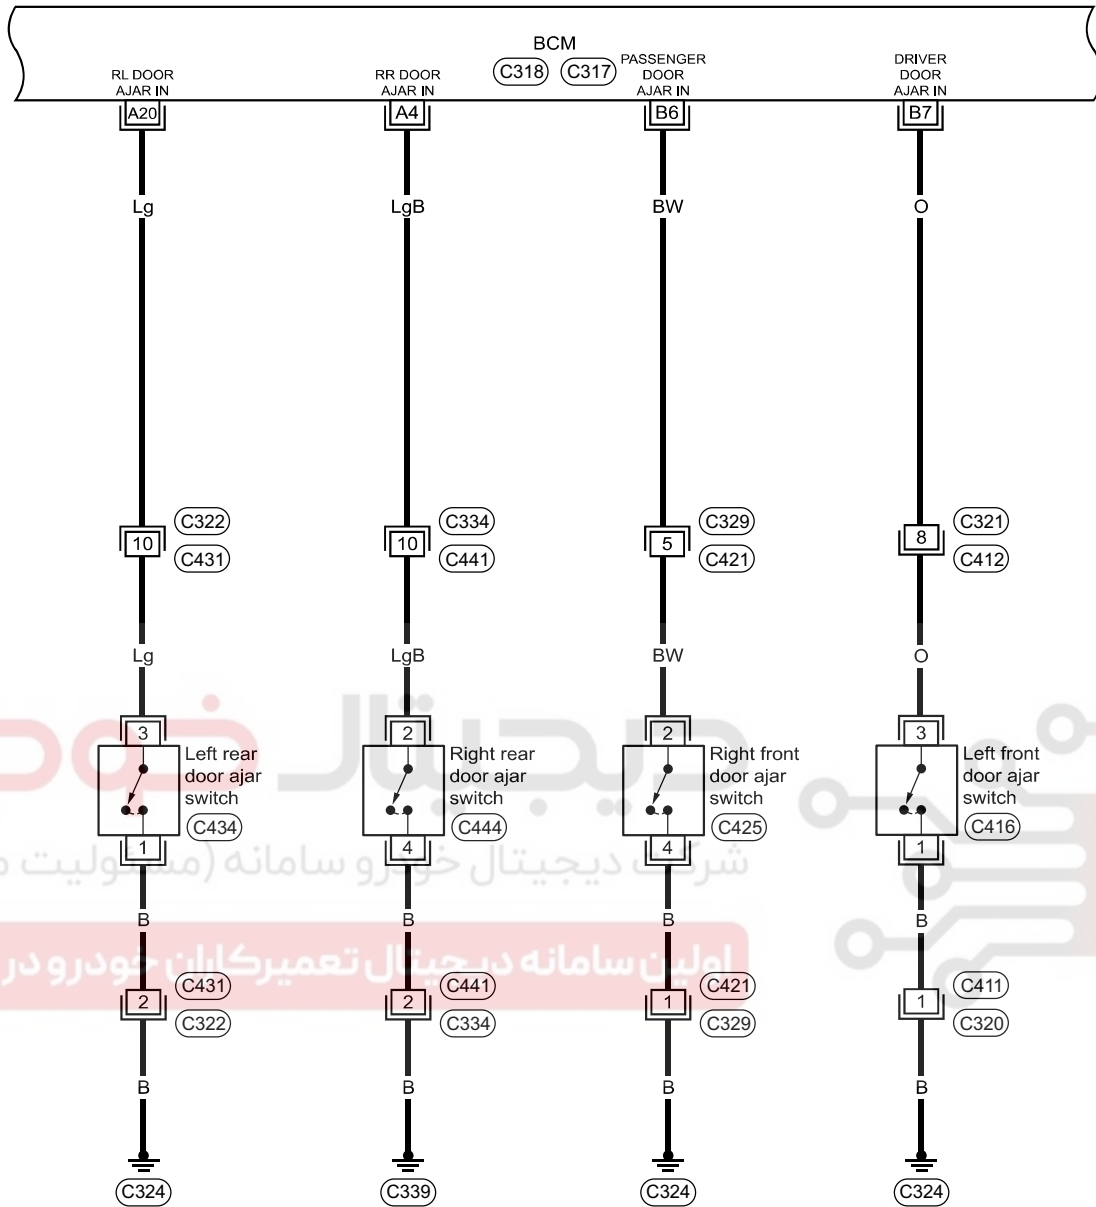 BCM
C318 C317
RL DOOR
AJAR IN
RR DOOR
AJAR IN
PASSENGER
DOOR
AJAR IN
DRIVER
DOOR
AJAR IN
A20 A4 B6 B7
Lg LgB BW O
C322 C334 C329 C321
10 10 5 8
C431 C441 C421 C412
Lg LgB BW O
3 2 2 3
Left rear
door ajar
switch
C434
Right rear
door ajar
switch
C444
Right front
door ajar
switch
C425
Left front
door ajar
switch
C416
1 4 4 1
B B B B
C431 C441 C421 C411
2 2 1 1
C322 C334 C329 C320
B B B B
C324 C339 C324 C324
دیجیتال خودر
شرکت دیجیتال خودرو سامانه (مسئولیت م
اولین سامانه دیجیتال تعمیرکاران خودرو در